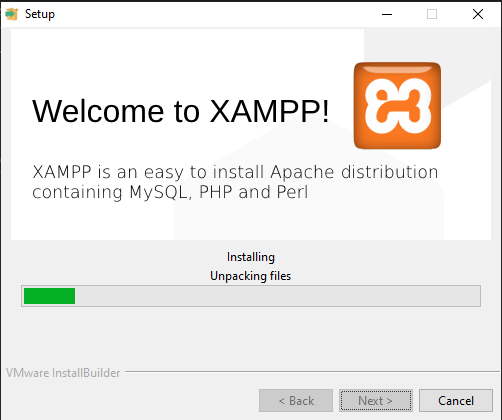 Setup
Welcome to XAMPP!
XAMPP is an easy to install Apache distribution
containing MySQL, PHP and Perl
Installing
Unpacking files
VMware InstallBuilder
< Back
Next >
Cancel